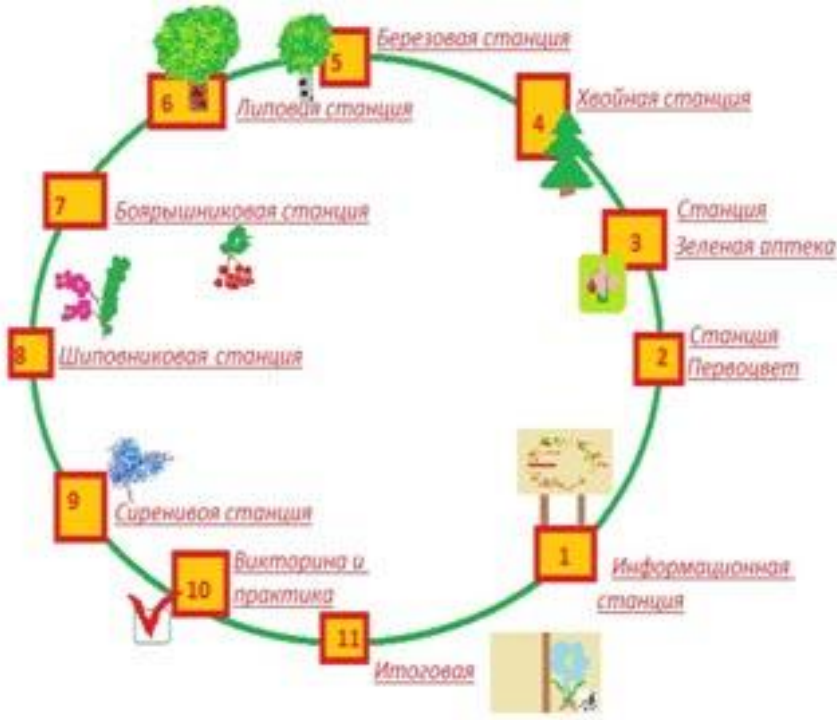 5
Березовая станция
6
Липовая станция
4
Хвойная станция
7
Боярышниковая станция
3
Станция
Зеленая аптека
8
Шиповниковая станция
2
Станция
Первоцвет
9
Сиренивоя станция
10
Викторина и
практика
1
Информационная
станция
11
Итоговая